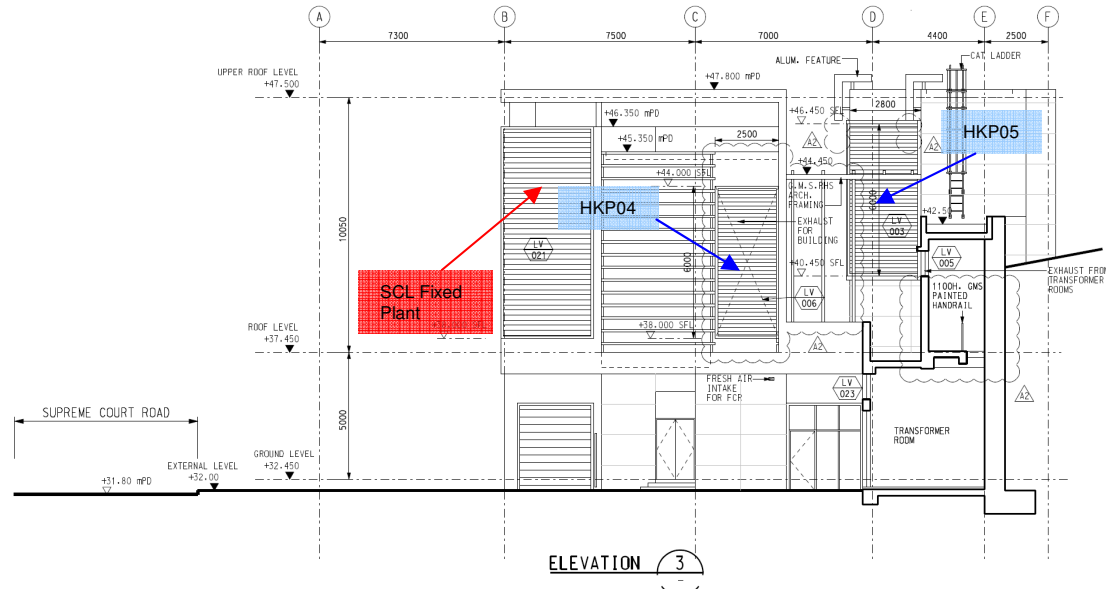 A B C D E F
7300 7500 7000 4400 2500
CAT LADDER
ALUM. FEATURE
UPPER ROOF LEVEL
+47.500
+47.800 mPD
+46.450 SFL
2800
+46.350 mPD
HKP05
2500
A2
A2
+45.350 mPD
+44.450
+44.000 SFL
G.M.S.RHS
ARCH.
FRAMING
6000
HKP04
+42.50
EXHAUST
FOR
BUILDING
LV
003
10050
LV
021
LV
005
6000
+40.450 SFL
EXHAUST FROM
TRANSFORMER
ROOMS
SCL Fixed
Plant
LV
006
1100H. GMS
PAINTED
HANDRAIL
ROOF LEVEL
+37.450
+38.000 SFL
A2
FRESH AIR
INTAKE
FOR FCR
LV
023
A2
SUPREME COURT ROAD
5000
TRANSFORMER
ROOM
GROUND LEVEL
+32.450
EXTERNAL LEVEL
+32.00
+31.80 mPD
ELEVATION 3